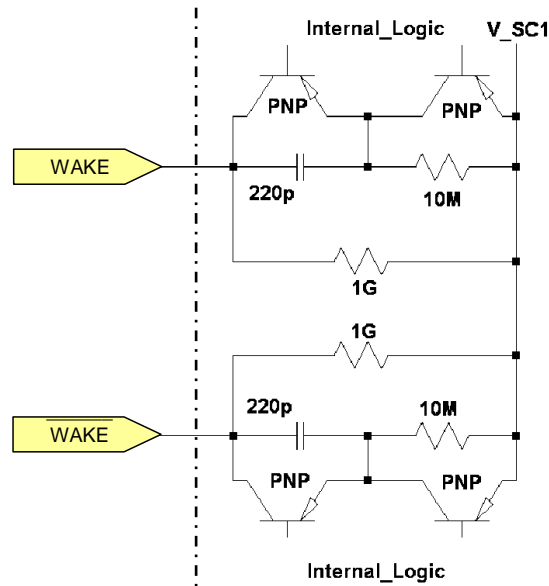 Internal_Logic V_SC1
PNP PNP
WAKE
220p 10M
1G
1G
220p 10M
WAKE
PNP PNP
Internal_Logic